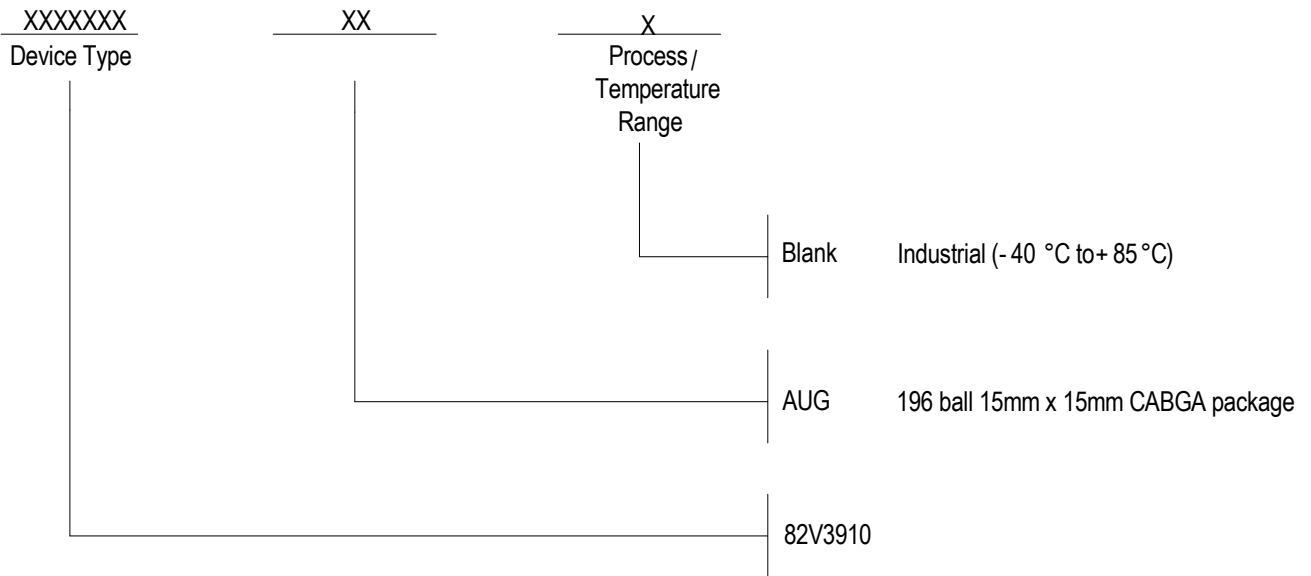 XXXXXXX XX X
Device Type
Process/
Temperature
Range
Blank Industrial (- 40 °C to+ 85 °C)
AUG 196 ball 15mm x 15mm CABGA package
82V3910